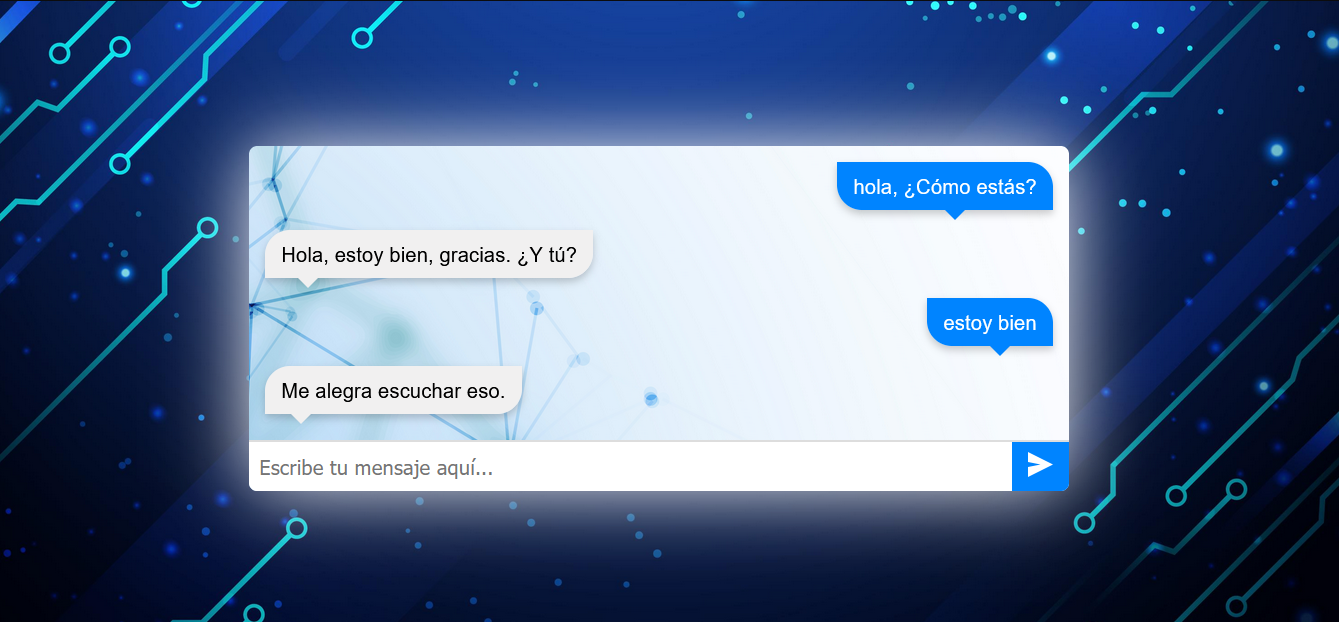 hola, ¿Cómo estás?
Hola, estoy bien, gracias. ¿Y tú?
estoy bien
Me alegra escuchar eso.
Escribe tu mensaje aquí...